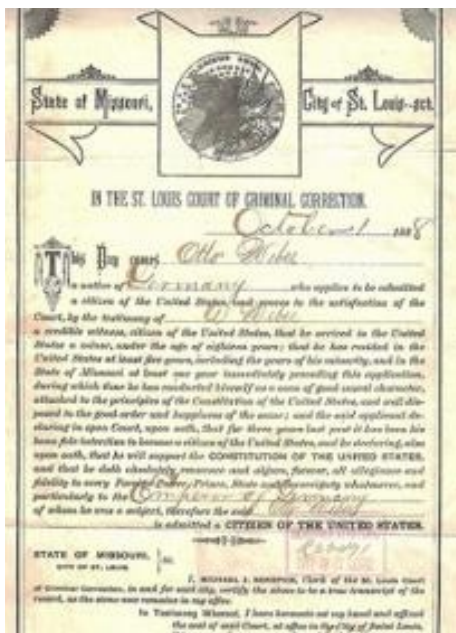 State of Missouri,
City of St. Louis--sct.
IN THE ST. LOUIS COURT OF CRIMINAL CORRECTION.
October 1 1888
This Day comes Otto Weber
a native of Germany who applies to be admitted
a citizen of the United States, and proves to the satisfaction of the
Court, by the testimony of Weber
a credible witness, citizen of the United States, that he arrived in the United
States a minor, under the age of eighteen years; that he has resided in the
United States at least five years, including the years of his minority, and in the
State of Missouri at least one year immediately preceding this application,
during which time he has conducted himself as a man of good moral character,
attached to the principles of the Constitution of the United States, and well dis-
posed to the good order and happiness of the same; and the said applicant de-
claring in open Court, upon oath, that for three years last past it has been his
bona fide intention to become a citizen of the United States, and he declaring, also
upon oath, that he will support the CONSTITUTION OF THE UNITED STATES,
and that he doth absolutely renounce and abjure, forever, all allegiance and
fidelity to every Foreign Power, Prince, State and Sovereignty whatsoever, and
particularly to the Emperor of Germany
of whom he was a subject, therefore the said Otto Weber
is admitted a CITIZEN OF THE UNITED STATES.
STATE OF MISSOURI,
CITY OF ST. LOUIS
ss.
I, MICHAEL J. Clerk of the St. Louis Court
of Criminal Correction, in and for said city, certify the above to be a true transcript of the
record, as the same now remains in my office.
In Testimony Whereof, I have hereunto set my hand and affixed
the seal of said Court, at office in the City of Saint Louis,